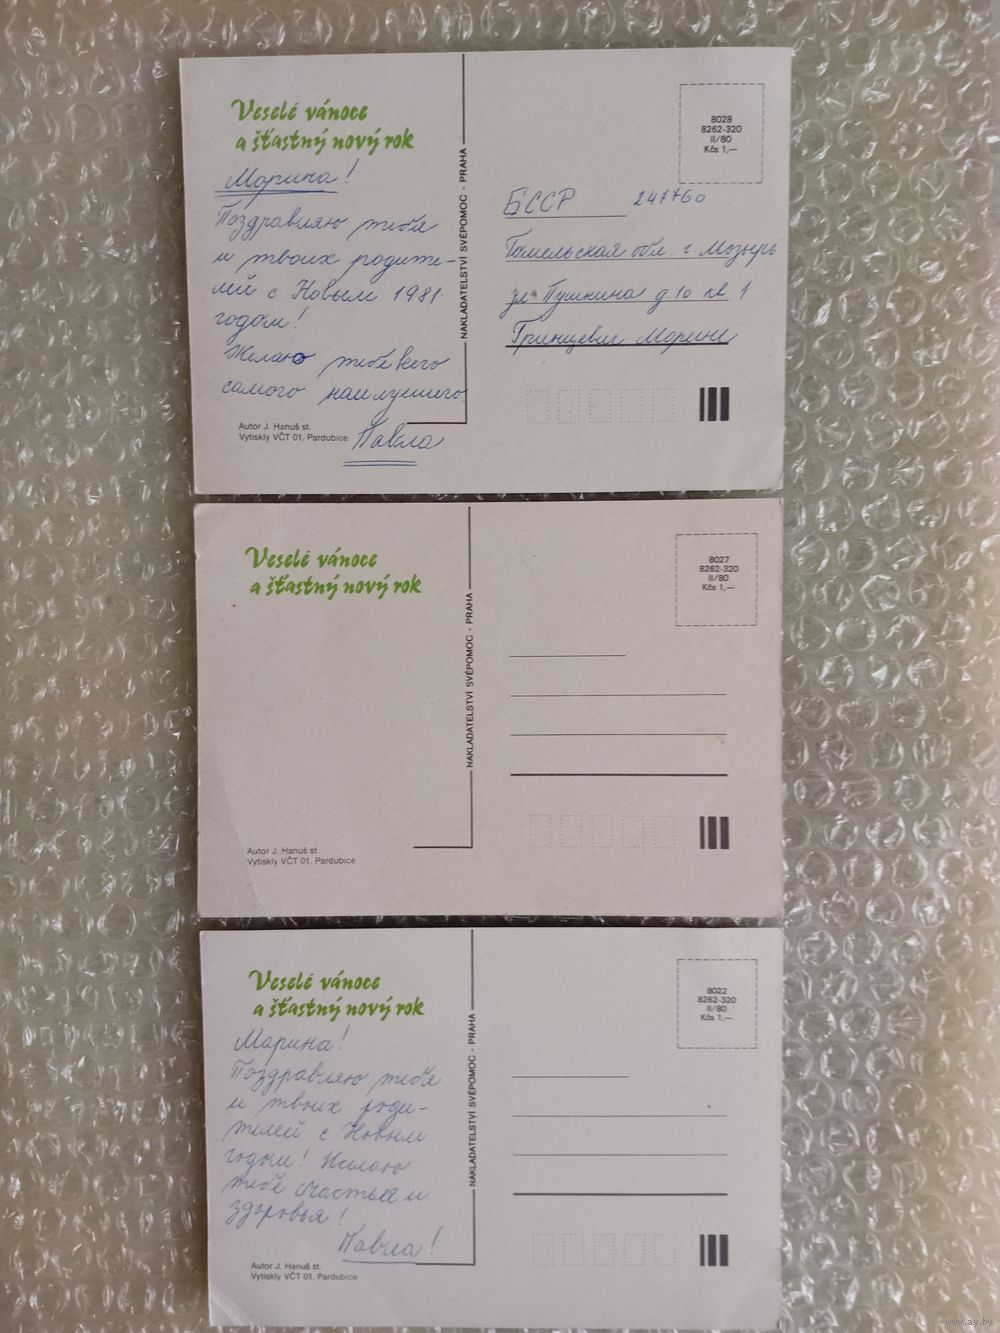 Veselé vánoce
a šťastný nový rok
Марина!
Поздравляю тебя
и твоих родите-
лей с Новым 1981
годом!
Желаю тебе всего
самого наилучшего
Павла
Autor J. Hanuš st.
Vytiskly VČT 01, Pardubice
NAKLADATELSTVÍ SVÉPOMOC - PRAHA
8028
8262-320
II/80
Kčs 1,—
БССР 247760
Гомельская обл. г. Мозырь
ул Пушкина д. 10 кв 1
Гринцевич Марине
Veselé vánoce
a šťastný nový rok
Autor J. Hanuš st.
Vytiskly VČT 01, Pardubice
NAKLADATELSTVÍ SVÉPOMOC - PRAHA
8027
8262-320
II/80
Kčs 1,—
Veselé vánoce
a šťastný nový rok
Марина!
Поздравляю тебя
и твоих роди-
телей с Новым
годом! Желаю
тебе счастья и
здоровья!
Павла!
Autor J. Hanuš st.
Vytiskly VČT 01, Pardubice
NAKLADATELSTVÍ SVÉPOMOC - PRAHA
8022
8262-320
II/80
Kčs 1,—
www.ay.by